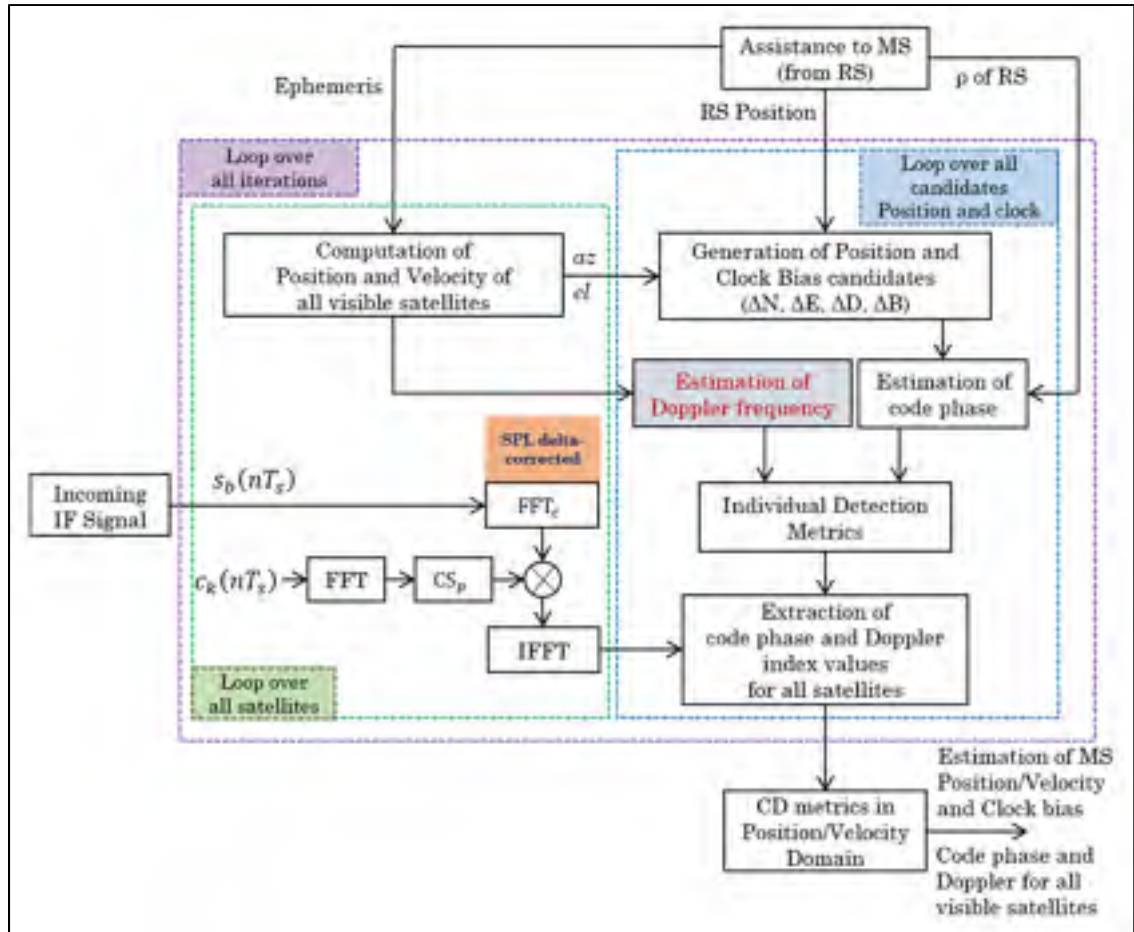 Assistance to MS
(from RS)
Ephemeris
ρ of RS
RS Position
Loop over
all iterations
Loop over all
candidates
Position and clock
Computation of
Position and Velocity of
all visible satellites
az
el
Generation of Position and
Clock Bias candidates
(ΔN, ΔE, ΔD, ΔB)
Estimation of
Doppler frequency
Estimation of
code phase
SPL delta-
corrected
Incoming
IF Signal
s_b(nT_s)
FFT_c
Individual Detection
Metrics
c_k(nT_s)
FFT
CS_p
IFFT
Extraction of
code phase and Doppler
index values
for all satellites
Loop over
all satellites
CD metrics in
Position/Velocity
Domain
Estimation of MS
Position/Velocity
and Clock bias
Code phase and
Doppler for all
visible satellites